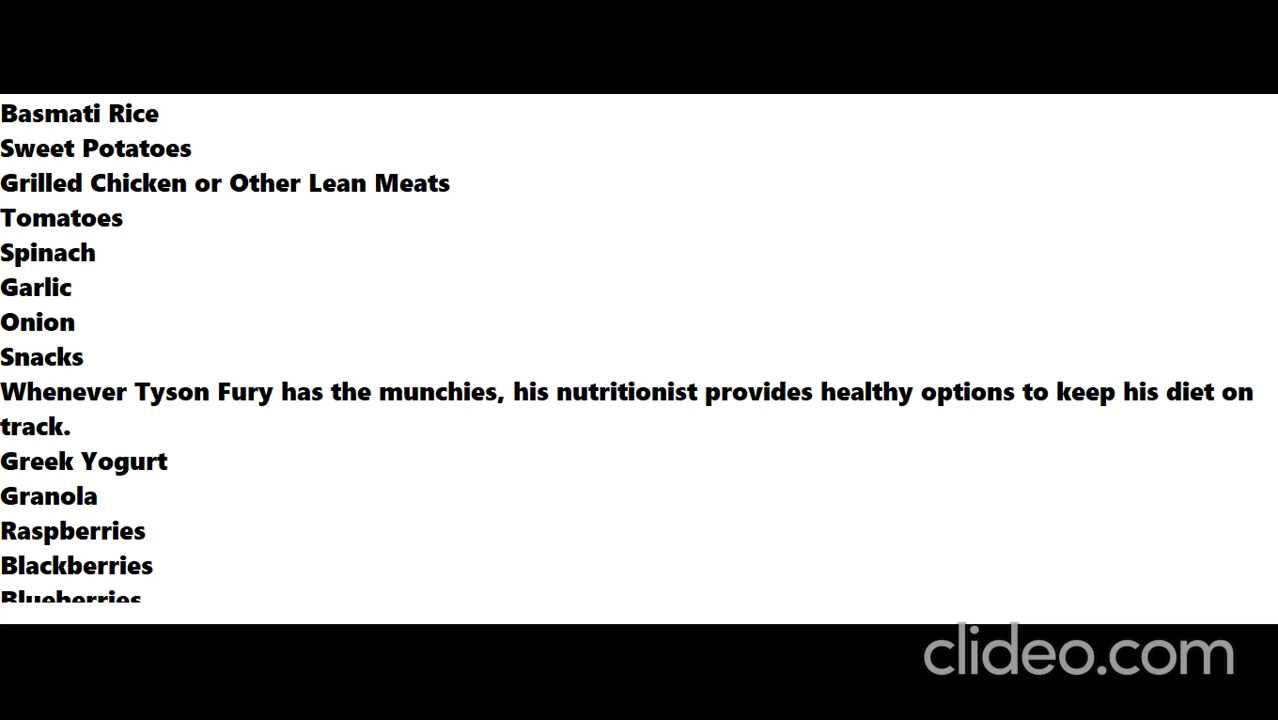 Basmati Rice
Sweet Potatoes
Grilled Chicken or Other Lean Meats
Tomatoes
Spinach
Garlic
Onion
Snacks
Whenever Tyson Fury has the munchies, his nutritionist provides healthy options to keep his diet on
track.
Greek Yogurt
Granola
Raspberries
Blackberries
Blueberries
clideo.com